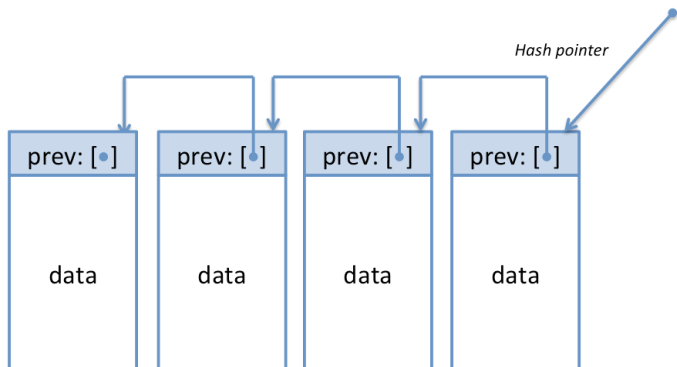 Hash pointer
prev: [•] prev: [•] prev: [•] prev: [•]
data data data data